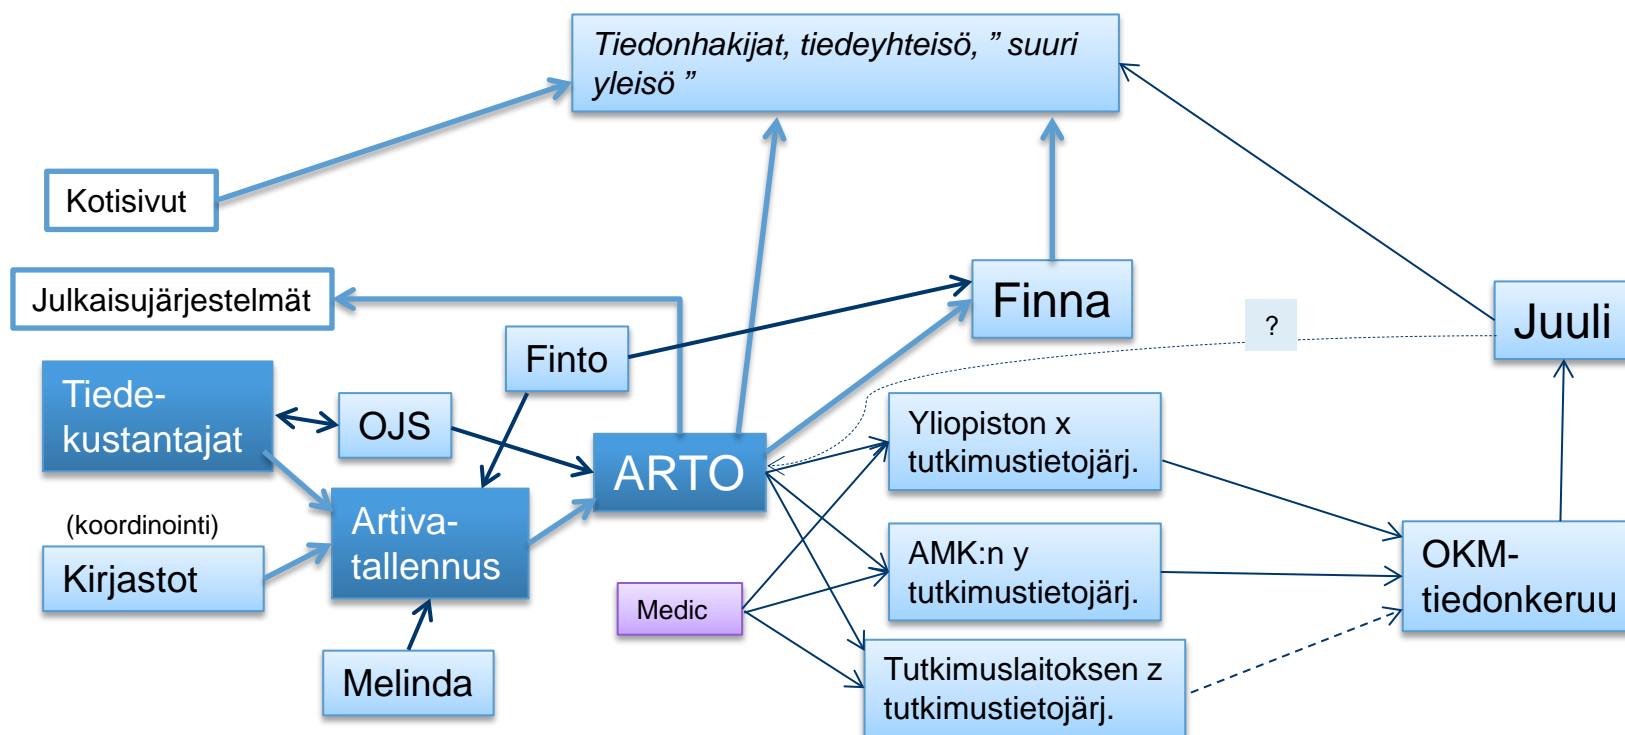 Tiedonhakijat, tiedeyhteisö, ” suuri
yleisö ”
Kotisivut
Julkaisujärjestelmät
Finna
Juuli
?
Finto
Tiede-
kustantajat
OJS
ARTO
Yliopiston x
tutkimustietojärj.
(koordinointi)
Kirjastot
Artiva-
tallennus
AMK:n y
tutkimustietojärj.
OKM-
tiedonkeruu
Medic
Melinda
Tutkimuslaitoksen z
tutkimustietojärj.